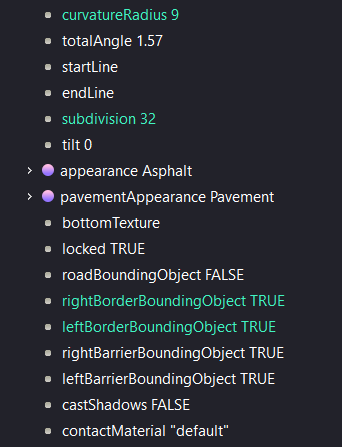 curvatureRadius 9
totalAngle 1.57
startLine
endLine
subdivision 32
tilt 0
appearance Asphalt
pavementAppearance Pavement
bottomTexture
locked TRUE
roadBoundingObject FALSE
rightBorderBoundingObject TRUE
leftBorderBoundingObject TRUE
rightBarrierBoundingObject TRUE
leftBarrierBoundingObject TRUE
castShadows FALSE
contactMaterial "default"